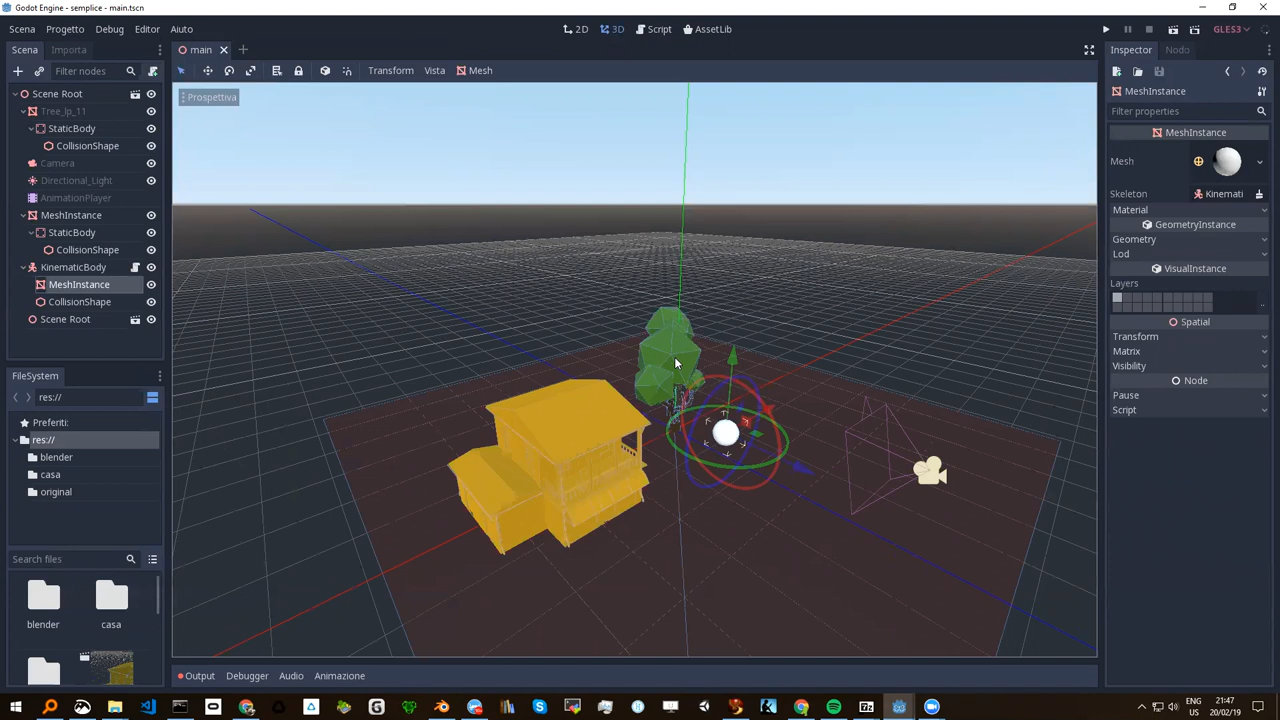 Godot Engine - semplice - main.tscn
Scena Progetto Debug Editor Aiuto
2D 3D Script AssetLib
GLES3
Scena Importa
main
Inspector Nodo
Filter nodes
Transform Vista Mesh
MeshInstance
Filter properties
Scene Root
Tree_lp_11
StaticBody
CollisionShape
Camera
Directional_Light
AnimationPlayer
MeshInstance
StaticBody
CollisionShape
KinematicBody
MeshInstance
CollisionShape
Scene Root
Prospettiva
MeshInstance
Mesh
Skeleton Kinemati
Material
GeometryInstance
Geometry
Lod
VisualInstance
Layers
..
Spatial
Transform
Matrix
Visibility
Node
Pause
Script
FileSystem
res://
Preferiti:
res://
blender
casa
original
Search files
blender casa
Output Debugger Audio Animazione
ENG
US
21:47
20/02/19